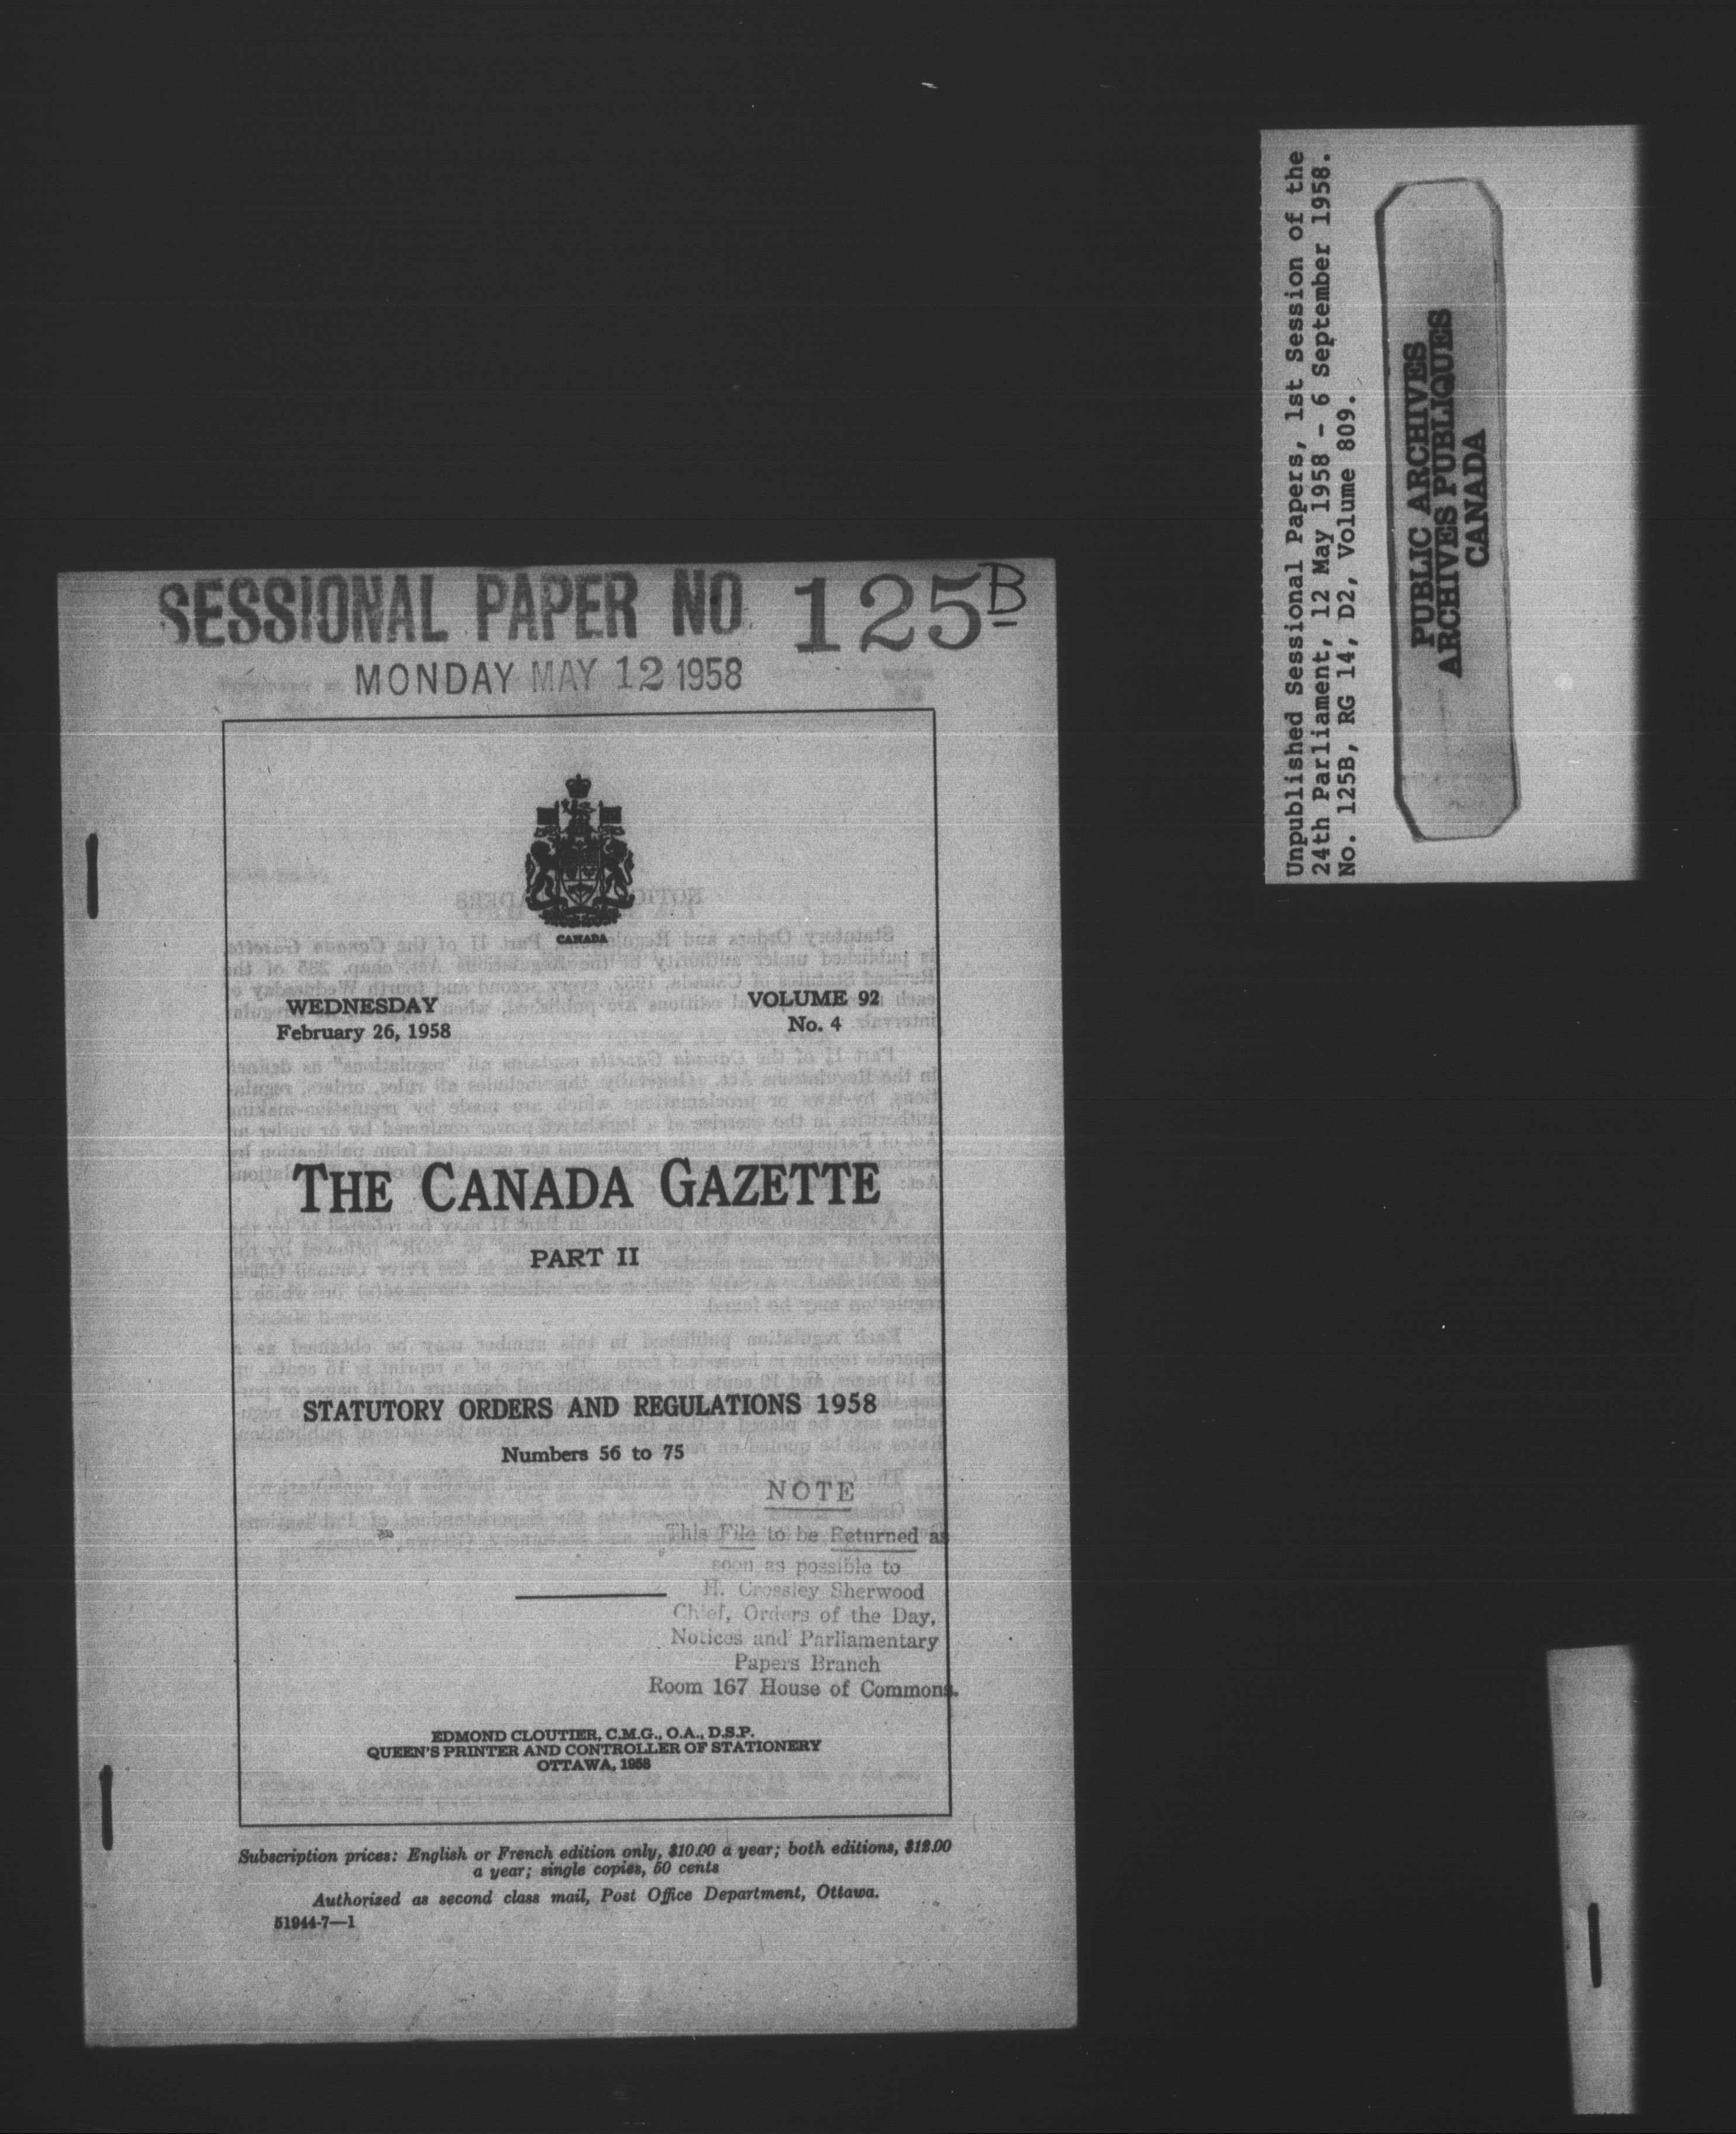 SESSIONAL PAPER NO. 125B
MONDAY MAY 12 1958
CANADA
WEDNESDAY
February 26, 1958
VOLUME 92
No. 4
THE CANADA GAZETTE
PART II
STATUTORY ORDERS AND REGULATIONS 1958
Numbers 56 to 75
NOTE
This File to be Returned as
soon as possible to
H. Crossley Sherwood
Chief, Orders of the Day,
Notices and Parliamentary
Papers Branch
Room 167 House of Commons.
EDMOND CLOUTIER, C.M.G., O.A., D.S.P.
QUEEN'S PRINTER AND CONTROLLER OF STATIONERY
OTTAWA, 1958
Subscription prices: English or French edition only, $10.00 a year; both editions, $12.00
a year; single copies, 50 cents
Authorized as second class mail, Post Office Department, Ottawa.
51944-7—1
Unpublished Sessional Papers, 1st Session of the
24th Parliament, 12 May 1958 - 6 September 1958.
No. 125B, RG 14, D2, Volume 809.
PUBLIC ARCHIVES
ARCHIVES PUBLIQUES
CANADA